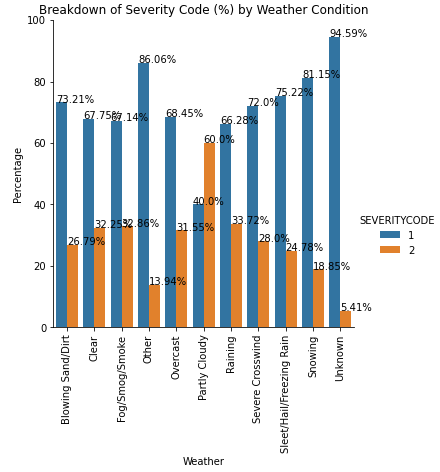 Breakdown of Severity Code (%) by Weather Condition
100
80
60
40
20
0
Percentage
73.21%
26.79%
67.75%
32.25%
67.14%
32.86%
86.06%
13.94%
68.45%
31.55%
40.0%
60.0%
66.28%
33.72%
72.0%
28.0%
75.22%
24.78%
81.15%
18.85%
94.59%
5.41%
SEVERITYCODE
1
2
Blowing Sand/Dirt
Clear
Fog/Smog/Smoke
Other
Overcast
Partly Cloudy
Raining
Severe Crosswind
Sleet/Hail/Freezing Rain
Snowing
Unknown
Weather